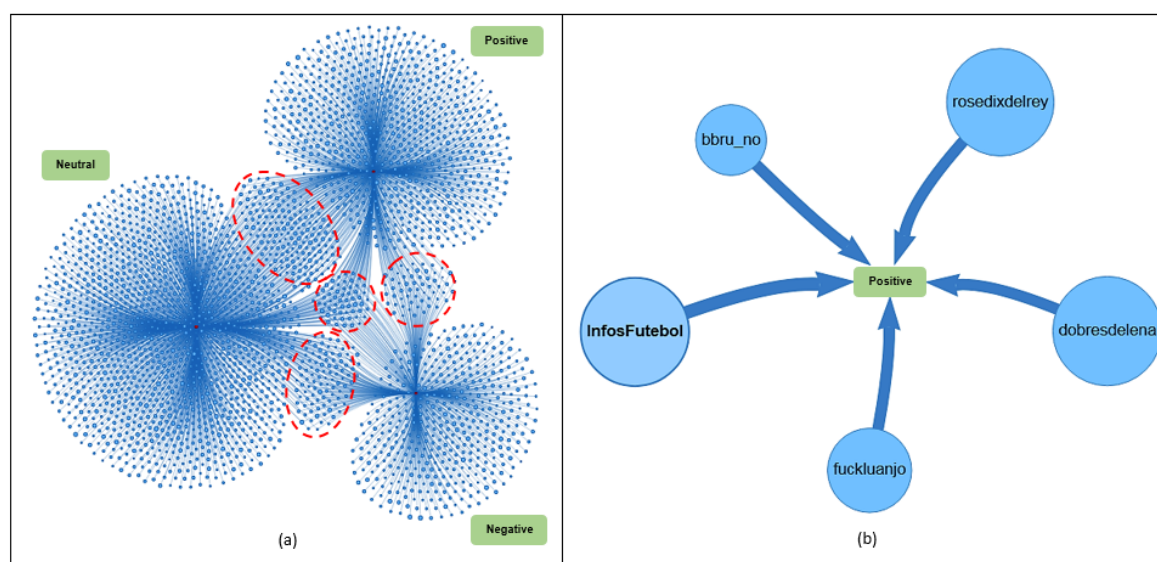 Positive
Neutral
Negative
(a)
rosedixdelrey
bbru_no
Positive
InfosFutebol
dobresdelena
fuckluanjo
(b)